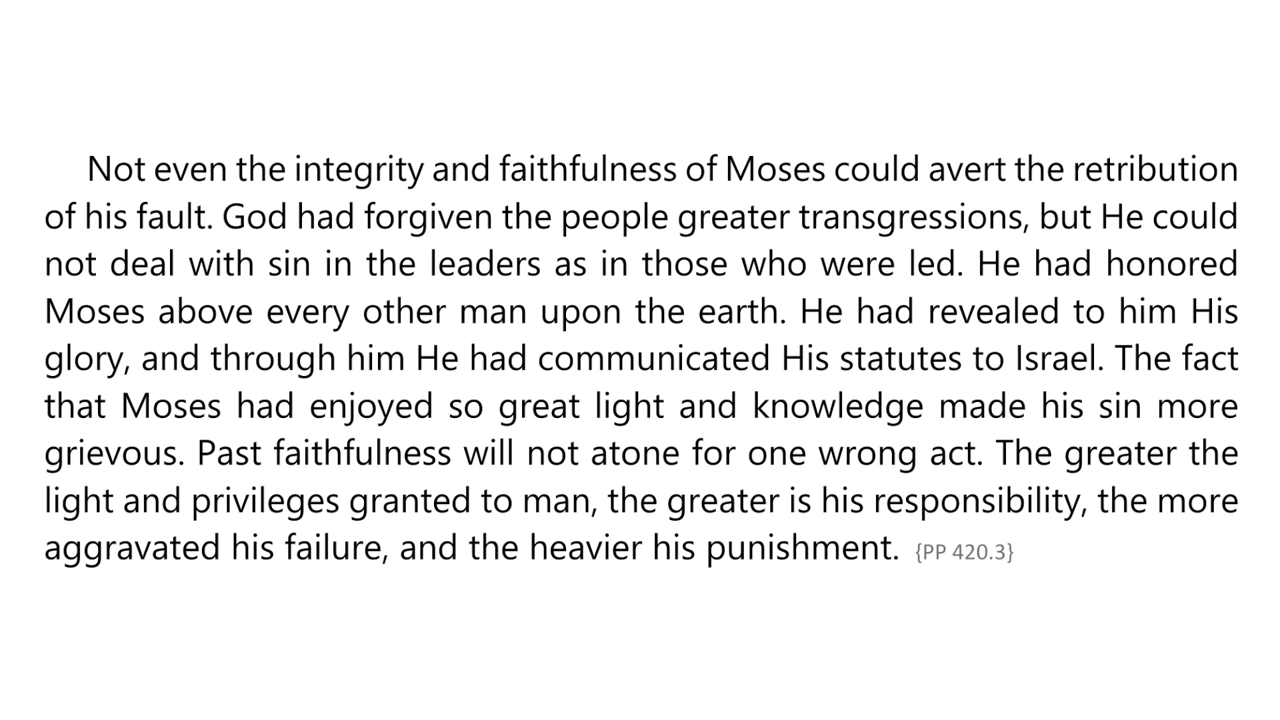 Not even the integrity and faithfulness of Moses could avert the retribution
of his fault. God had forgiven the people greater transgressions, but He could
not deal with sin in the leaders as in those who were led. He had honored
Moses above every other man upon the earth. He had revealed to him His
glory, and through him He had communicated His statutes to Israel. The fact
that Moses had enjoyed so great light and knowledge made his sin more
grievous. Past faithfulness will not atone for one wrong act. The greater the
light and privileges granted to man, the greater is his responsibility, the more
aggravated his failure, and the heavier his punishment. {PP 420.3}